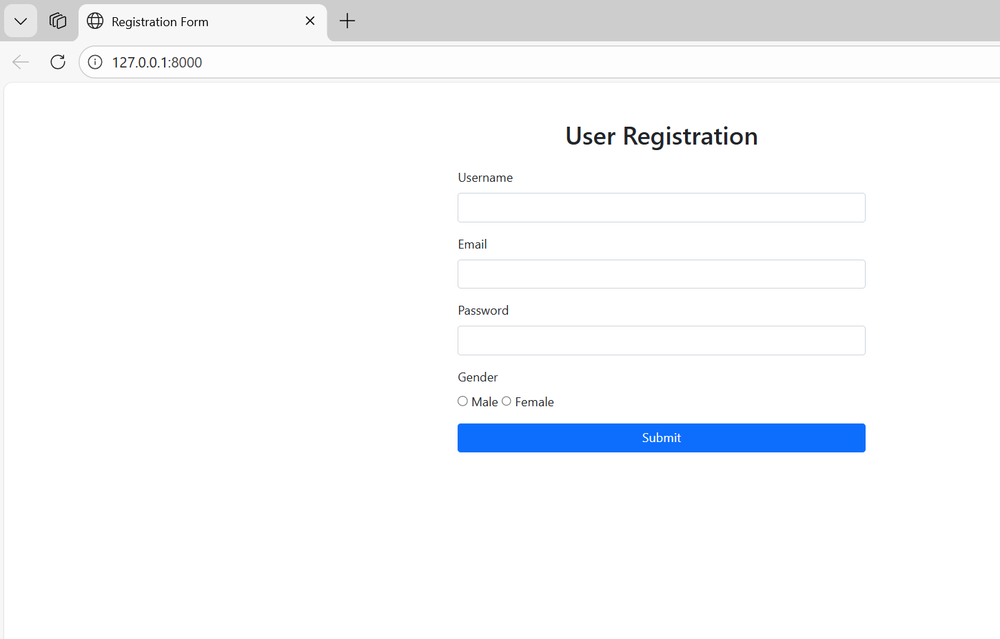 Registration Form
127.0.0.1:8000
User Registration
Username
Email
Password
Gender
Male Female
Submit